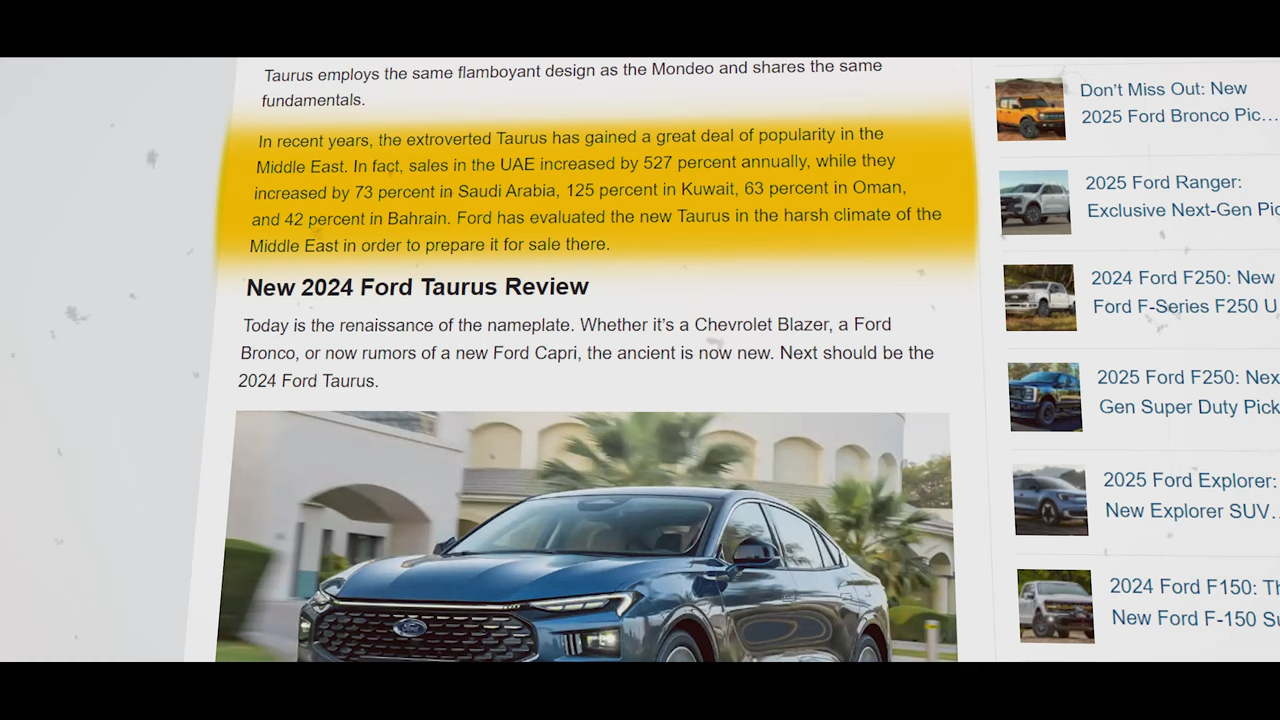 Taurus employs the same flamboyant design as the Mondeo and shares the same
fundamentals.
In recent years, the extroverted Taurus has gained a great deal of popularity in the
Middle East. In fact, sales in the UAE increased by 527 percent annually, while they
increased by 73 percent in Saudi Arabia, 125 percent in Kuwait, 63 percent in Oman,
and 42 percent in Bahrain. Ford has evaluated the new Taurus in the harsh climate of the
Middle East in order to prepare it for sale there.
New 2024 Ford Taurus Review
Today is the renaissance of the nameplate. Whether it's a Chevrolet Blazer, a Ford
Bronco, or now rumors of a new Ford Capri, the ancient is now new. Next should be the
2024 Ford Taurus.
Ford
Don't Miss Out: New
2025 Ford Bronco Pic...
2025 Ford Ranger:
Exclusive Next-Gen Pic
2024 Ford F250: New
Ford F-Series F250 U
2025 Ford F250: Nex
Gen Super Duty Pick
2025 Ford Explorer:
New Explorer SUV...
2024 Ford F150: Th
New Ford F-150 Su